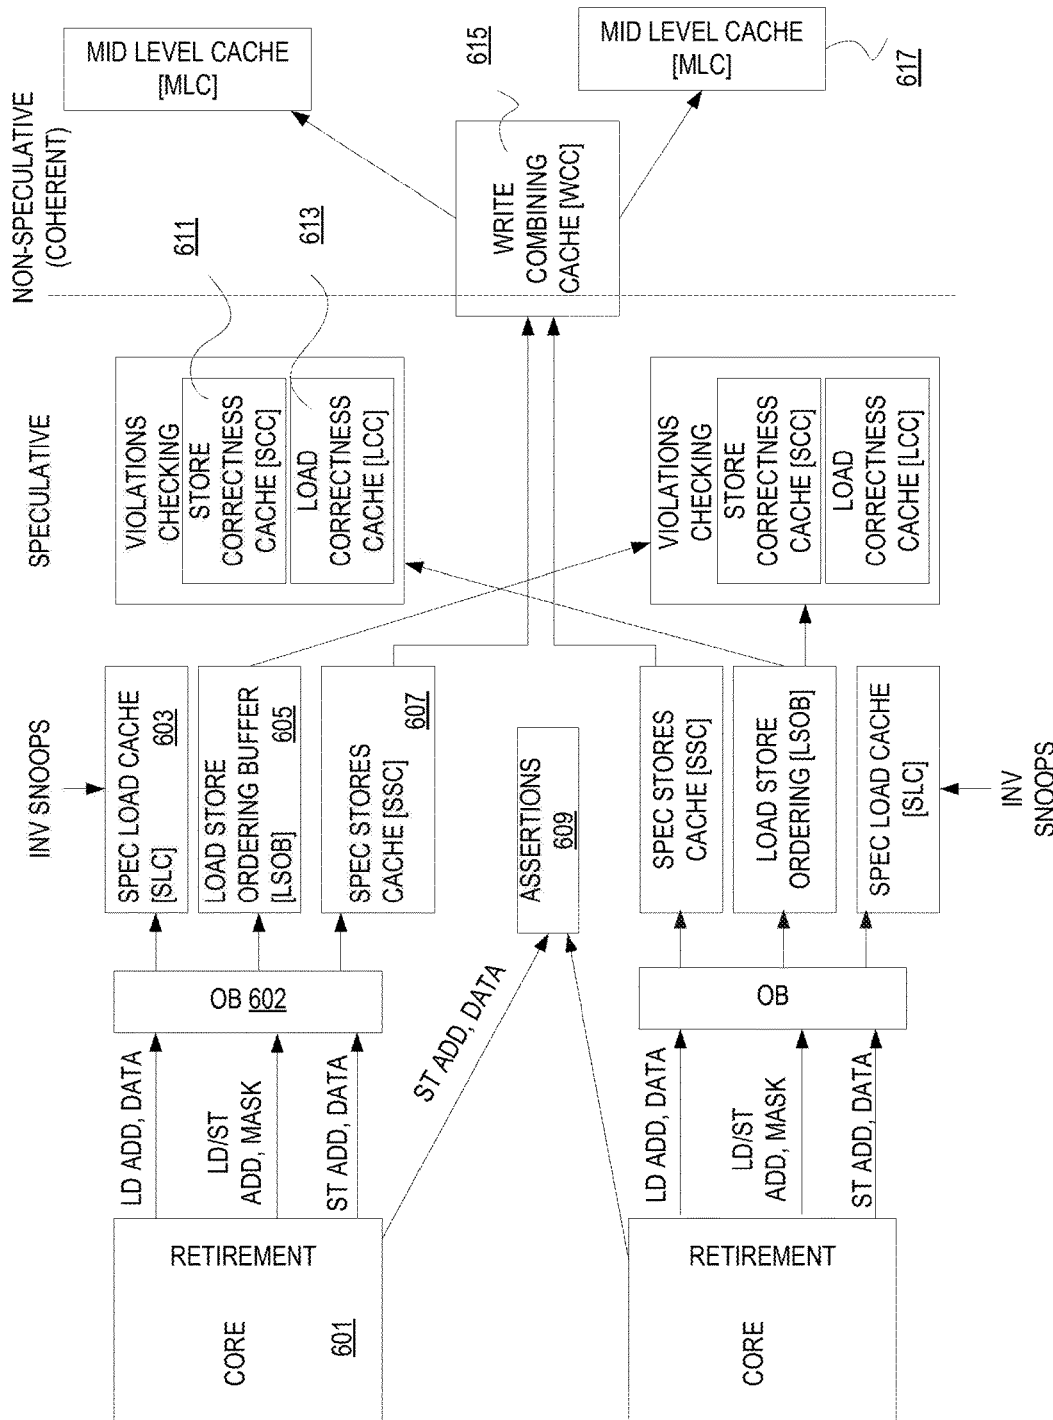 NON-SPECULATIVE
(COHERENT)
SPECULATIVE
INV SNOOPS
MID LEVEL CACHE
[MLC]
611
613
615
WRITE
COMBINING
CACHE [WCC]
MID LEVEL CACHE
[MLC]
617
VIOLATIONS
CHECKING
STORE
CORRECTNESS
CACHE [SCC]
LOAD
CORRECTNESS
CACHE [LCC]
VIOLATIONS
CHECKING
STORE
CORRECTNESS
CACHE [SCC]
LOAD
CORRECTNESS
CACHE [LCC]
SPEC LOAD CACHE
[SLC] 603
LOAD STORE
ORDERING BUFFER
[LSOB] 605
SPEC STORES
CACHE [SSC]
607
ASSERTIONS
609
SPEC STORES
CACHE [SSC]
LOAD STORE
ORDERING [LSOB]
SPEC LOAD CACHE
[SLC]
INV
SNOOPS
OB 602
OB
LD ADD, DATA
LD/ST
ADD, MASK
ST ADD, DATA
ST ADD, DATA
LD ADD, DATA
LD/ST
ADD, MASK
ST ADD, DATA
RETIREMENT
CORE
601
RETIREMENT
CORE